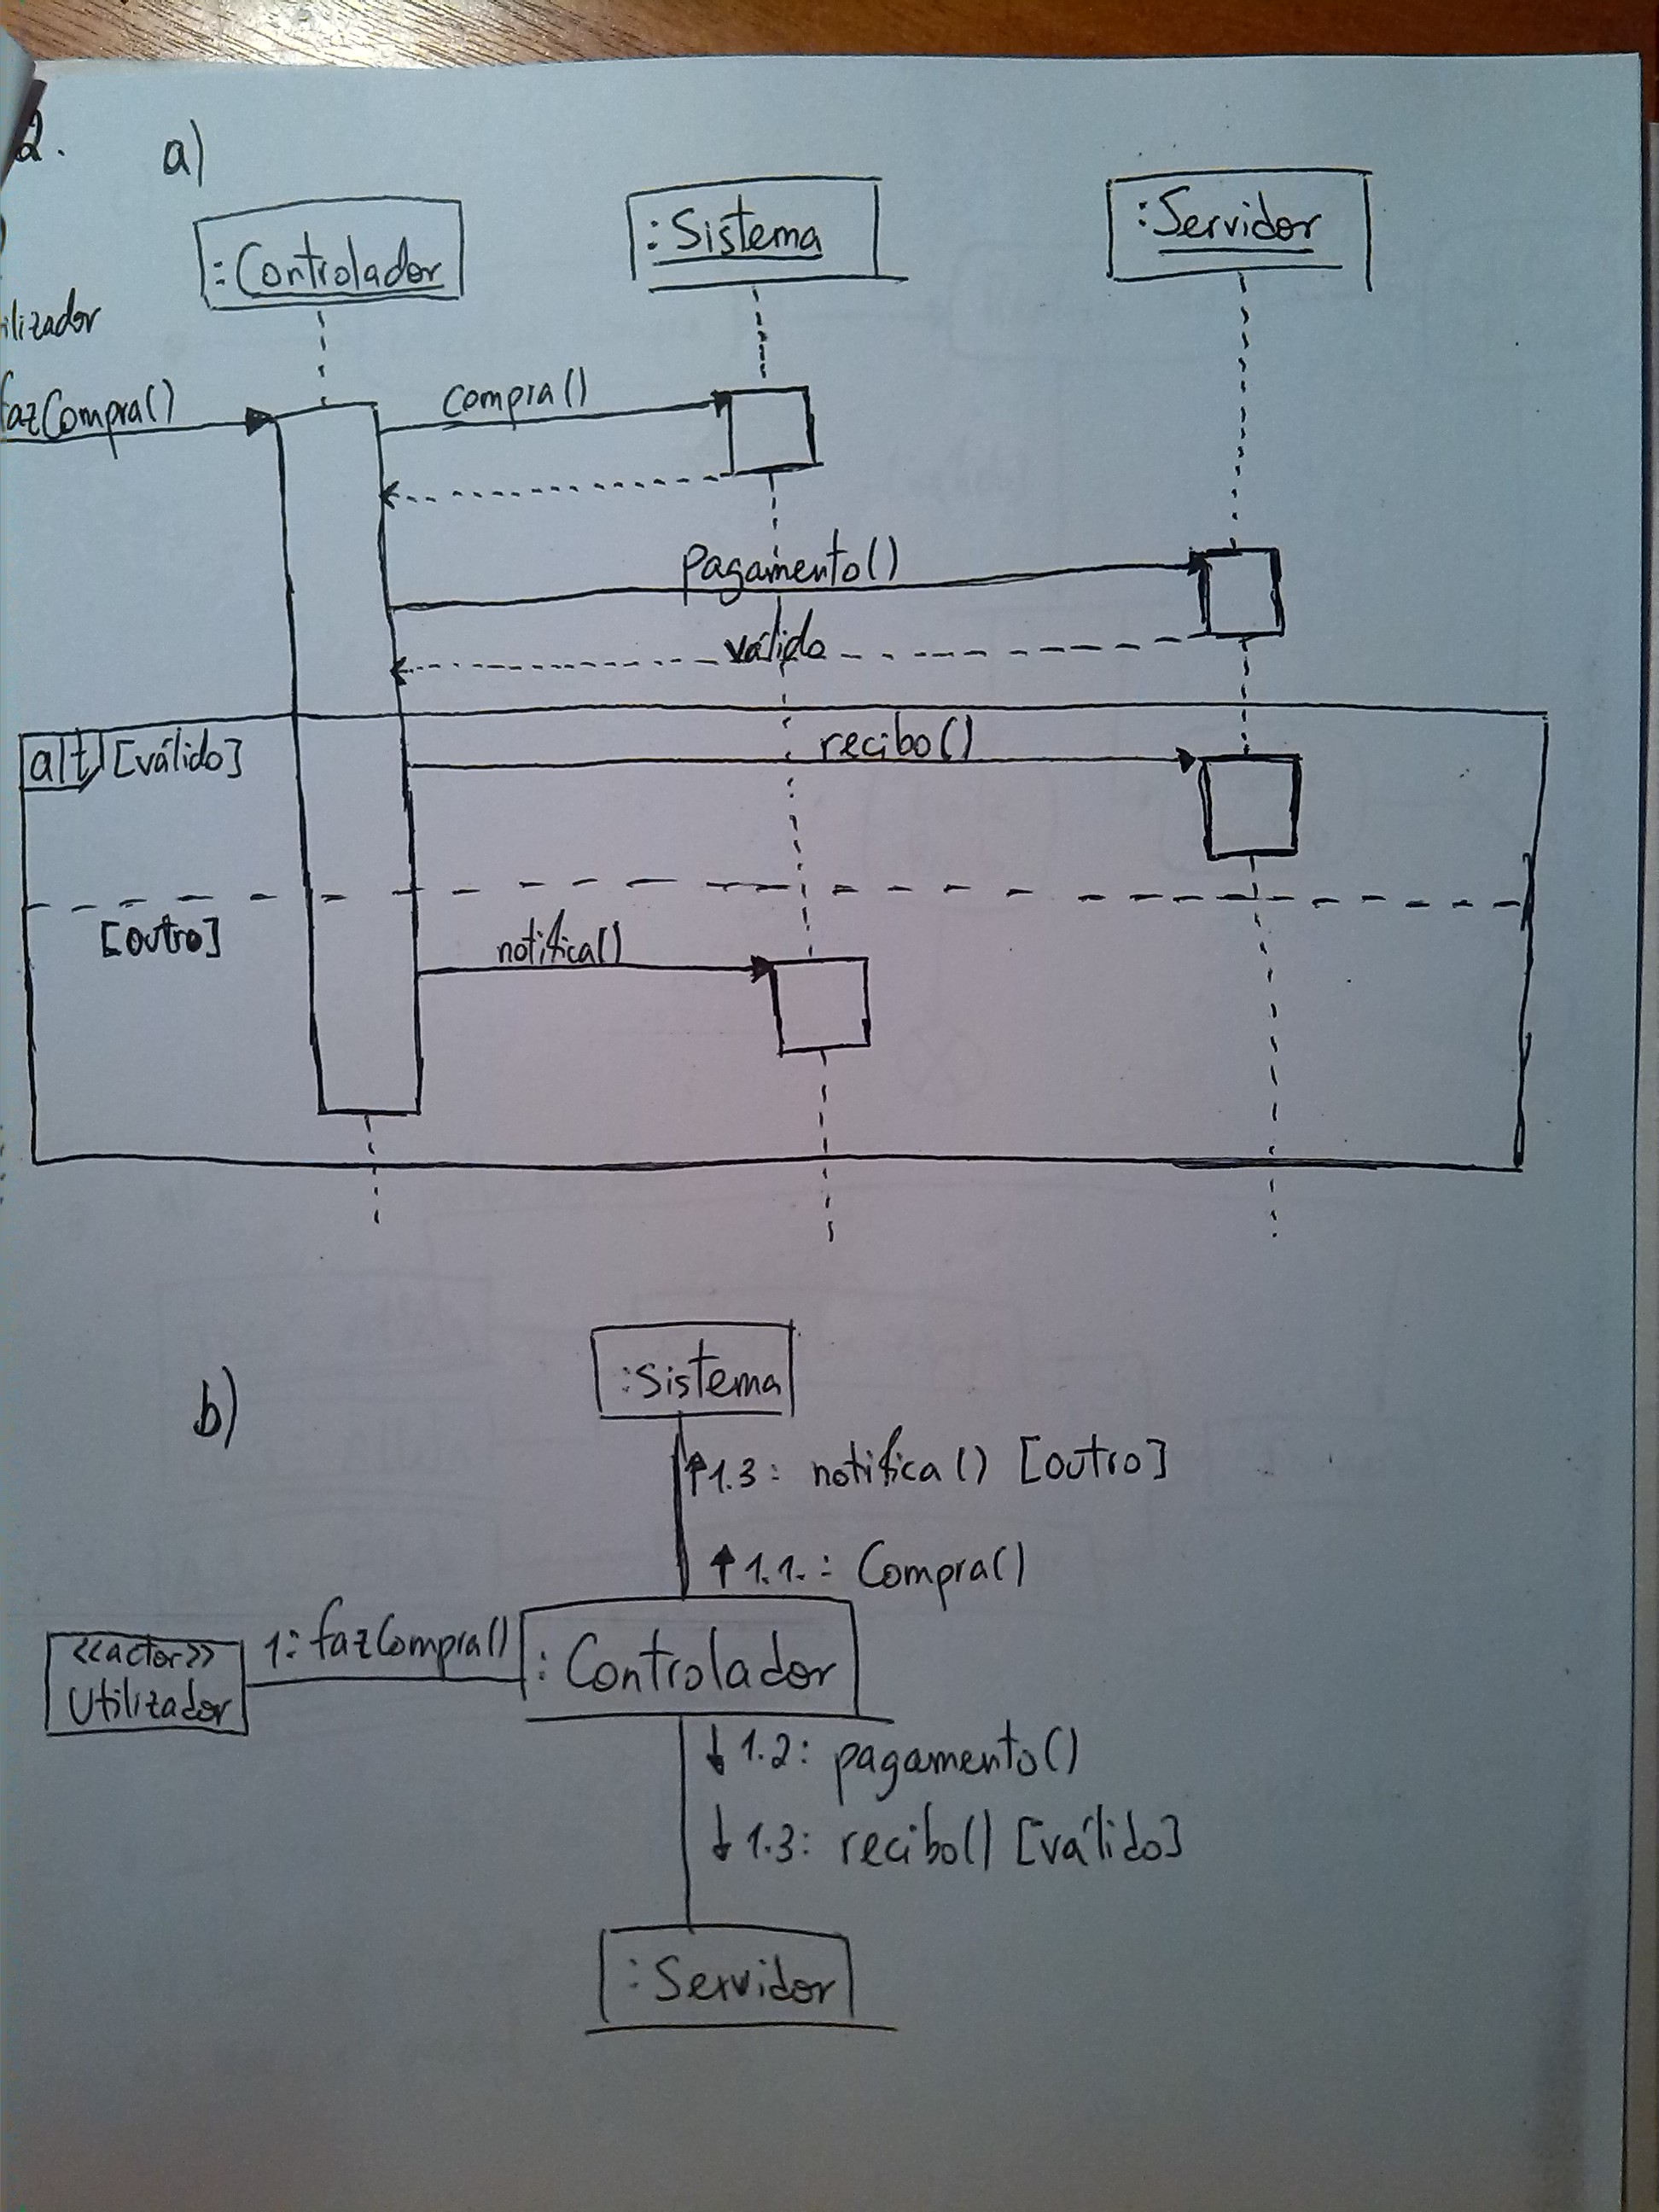 2. a)
:Controlador :Sistema :Servidor
ilizador
fazCompra() compra()
pagamento()
válido
alt [válido] recibo()
[outro] notifica()
b)
:Sistema
1.3: notifica() [outro]
1.1.: Compra()
<<actor>>
Utilizador
1: fazCompra()
:Controlador
1.2: pagamento()
1.3: recibo() [válido]
:Servidor